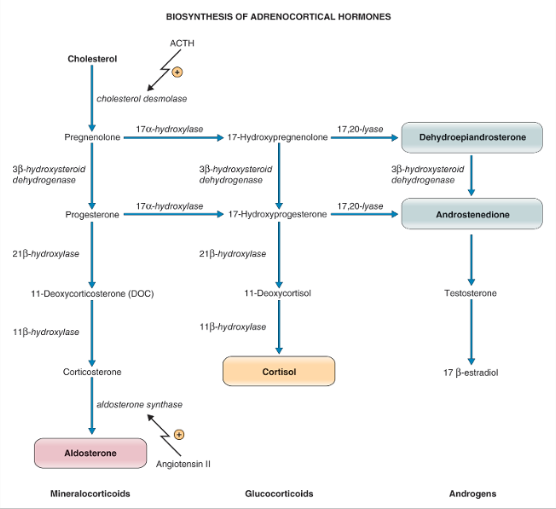 BIOSYNTHESIS OF ADRENOCORTICAL HORMONES
ACTH
Cholesterol
+
cholesterol desmolase
Pregnenolone
17α-hydroxylase
17-Hydroxypregnenolone
17,20-lyase
Dehydroepiandrosterone
3β-hydroxysteroid
dehydrogenase
3β-hydroxysteroid
dehydrogenase
3β-hydroxysteroid
dehydrogenase
Progesterone
17α-hydroxylase
17-Hydroxyprogesterone
17,20-lyase
Androstenedione
21β-hydroxylase
21β-hydroxylase
11-Deoxycorticosterone (DOC)
11-Deoxycortisol
Testosterone
11β-hydroxylase
11β-hydroxylase
Corticosterone
Cortisol
17 β-estradiol
aldosterone synthase
+
Aldosterone
Angiotensin II
Mineralocorticoids
Glucocorticoids
Androgens